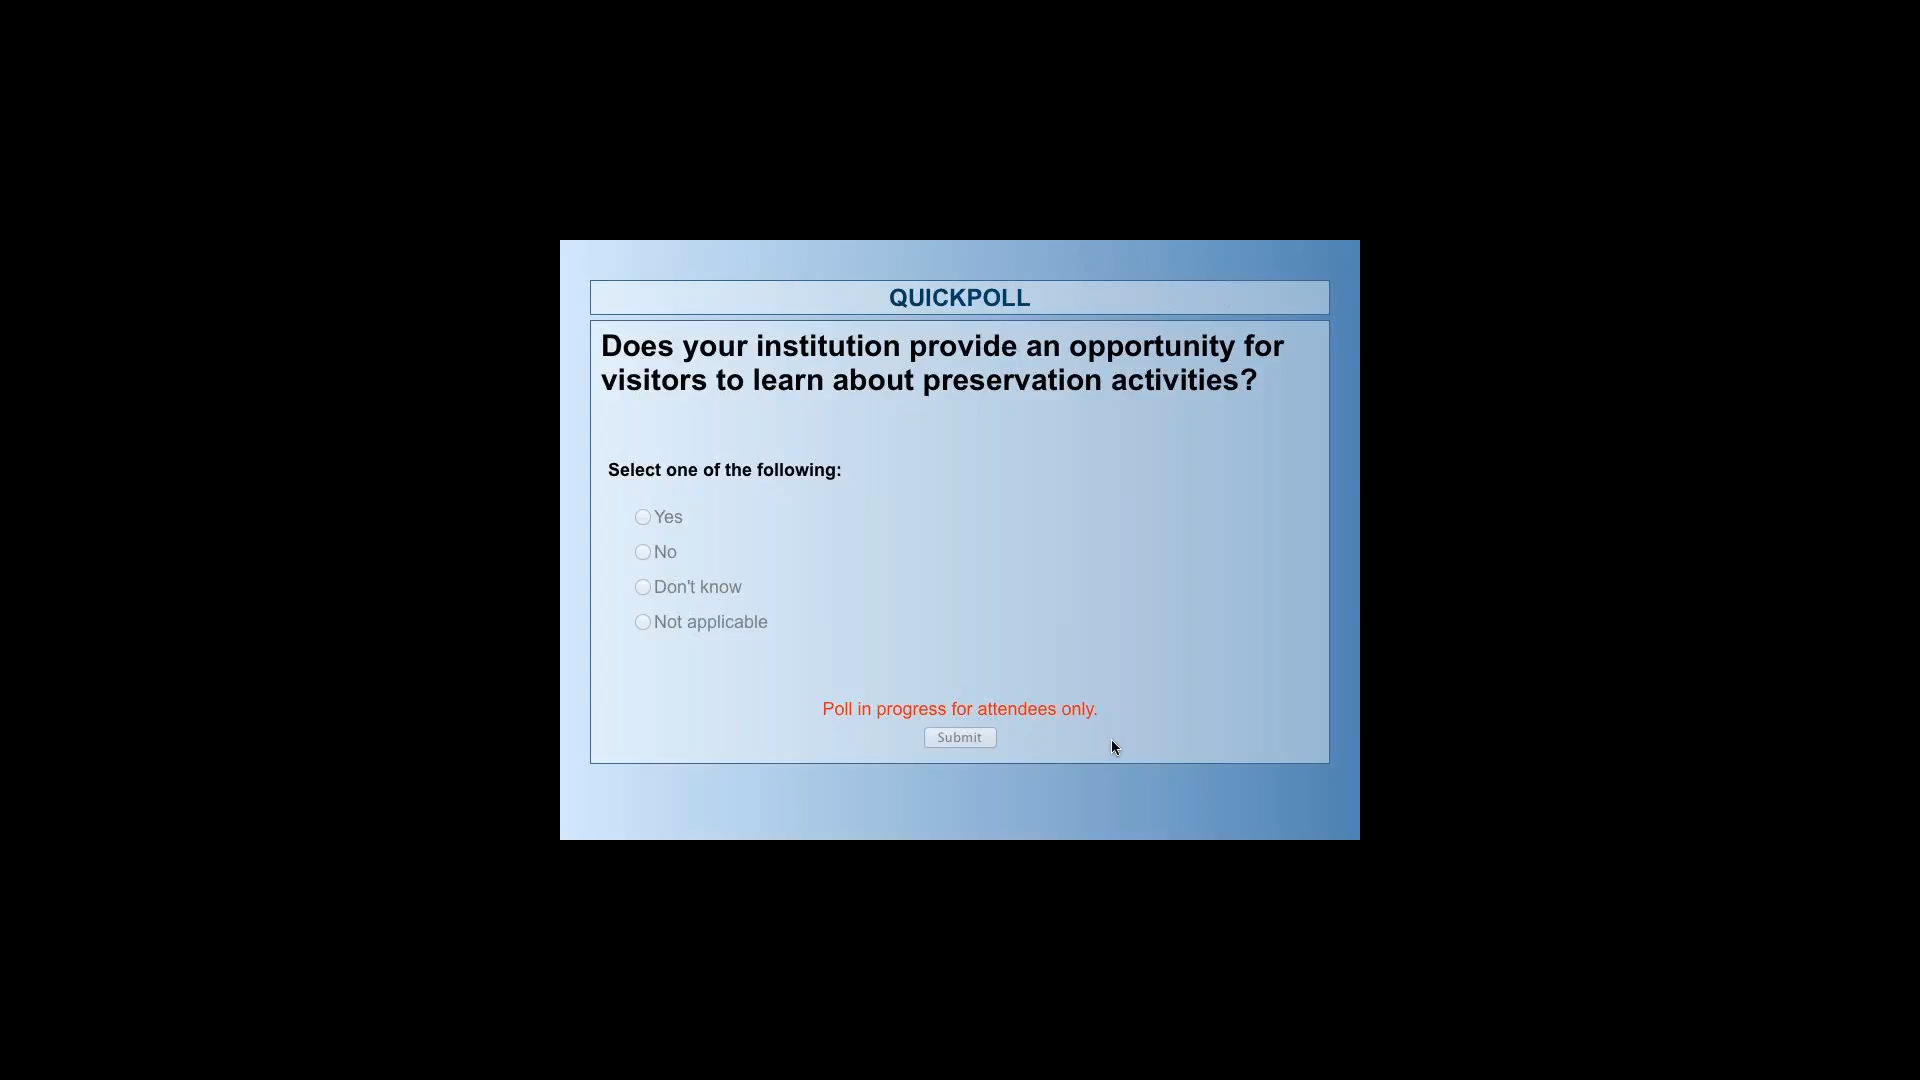 QUICKPOLL
Does your institution provide an opportunity for
visitors to learn about preservation activities?
Select one of the following:
Yes
No
Don't know
Not applicable
Poll in progress for attendees only.
Submit